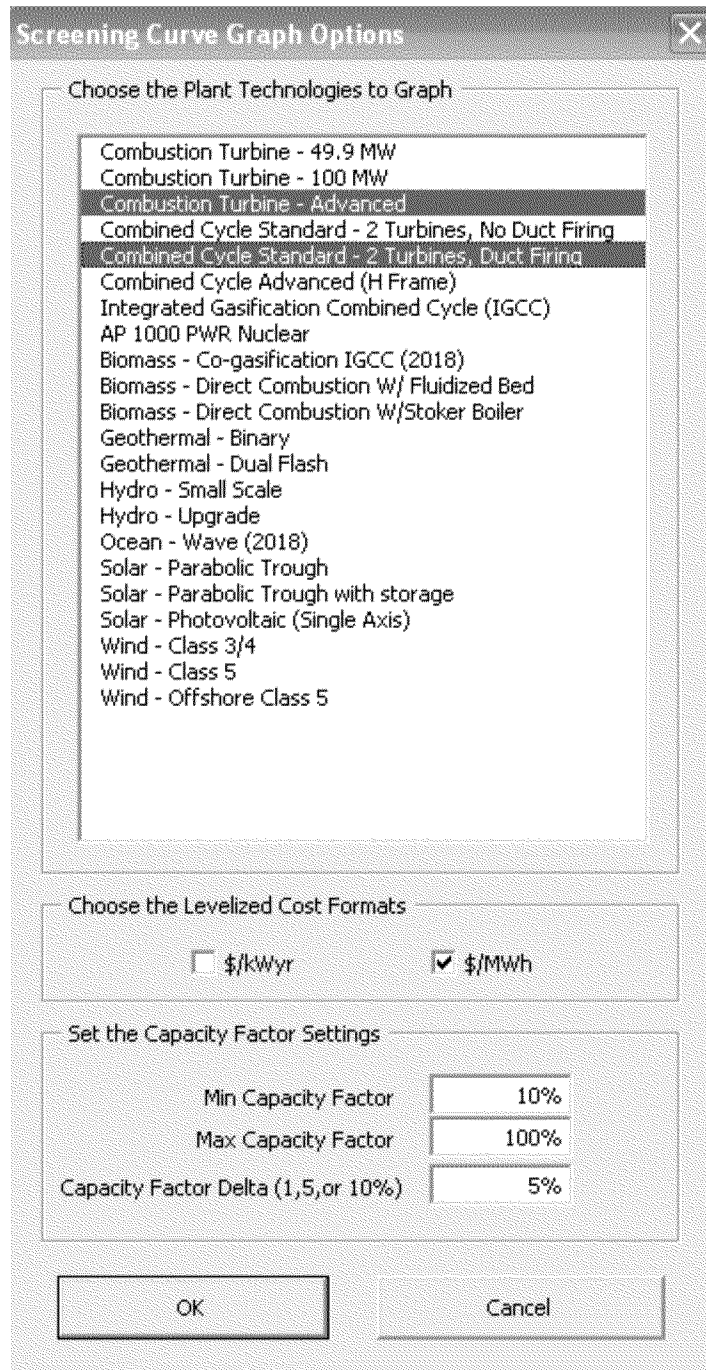 Screening Curve Graph Options
Choose the Plant Technologies to Graph
Combustion Turbine - 49.9 MW
Combustion Turbine - 100 MW
Combustion Turbine - Advanced
Combined Cycle Standard - 2 Turbines, No Duct Firing
Combined Cycle Standard - 2 Turbines, Duct Firing
Combined Cycle Advanced (H Frame)
Integrated Gasification Combined Cycle (IGCC)
AP 1000 PWR Nuclear
Biomass - Co-gasification IGCC (2018)
Biomass - Direct Combustion W/ Fluidized Bed
Biomass - Direct Combustion W/Stoker Boiler
Geothermal - Binary
Geothermal - Dual Flash
Hydro - Small Scale
Hydro - Upgrade
Ocean - Wave (2018)
Solar - Parabolic Trough
Solar - Parabolic Trough with storage
Solar - Photovoltaic (Single Axis)
Wind - Class 3/4
Wind - Class 5
Wind - Offshore Class 5
Choose the Levelized Cost Formats
$/kWyr $/MWh
Set the Capacity Factor Settings
Min Capacity Factor 10%
Max Capacity Factor 100%
Capacity Factor Delta (1,5,or 10%) 5%
OK Cancel